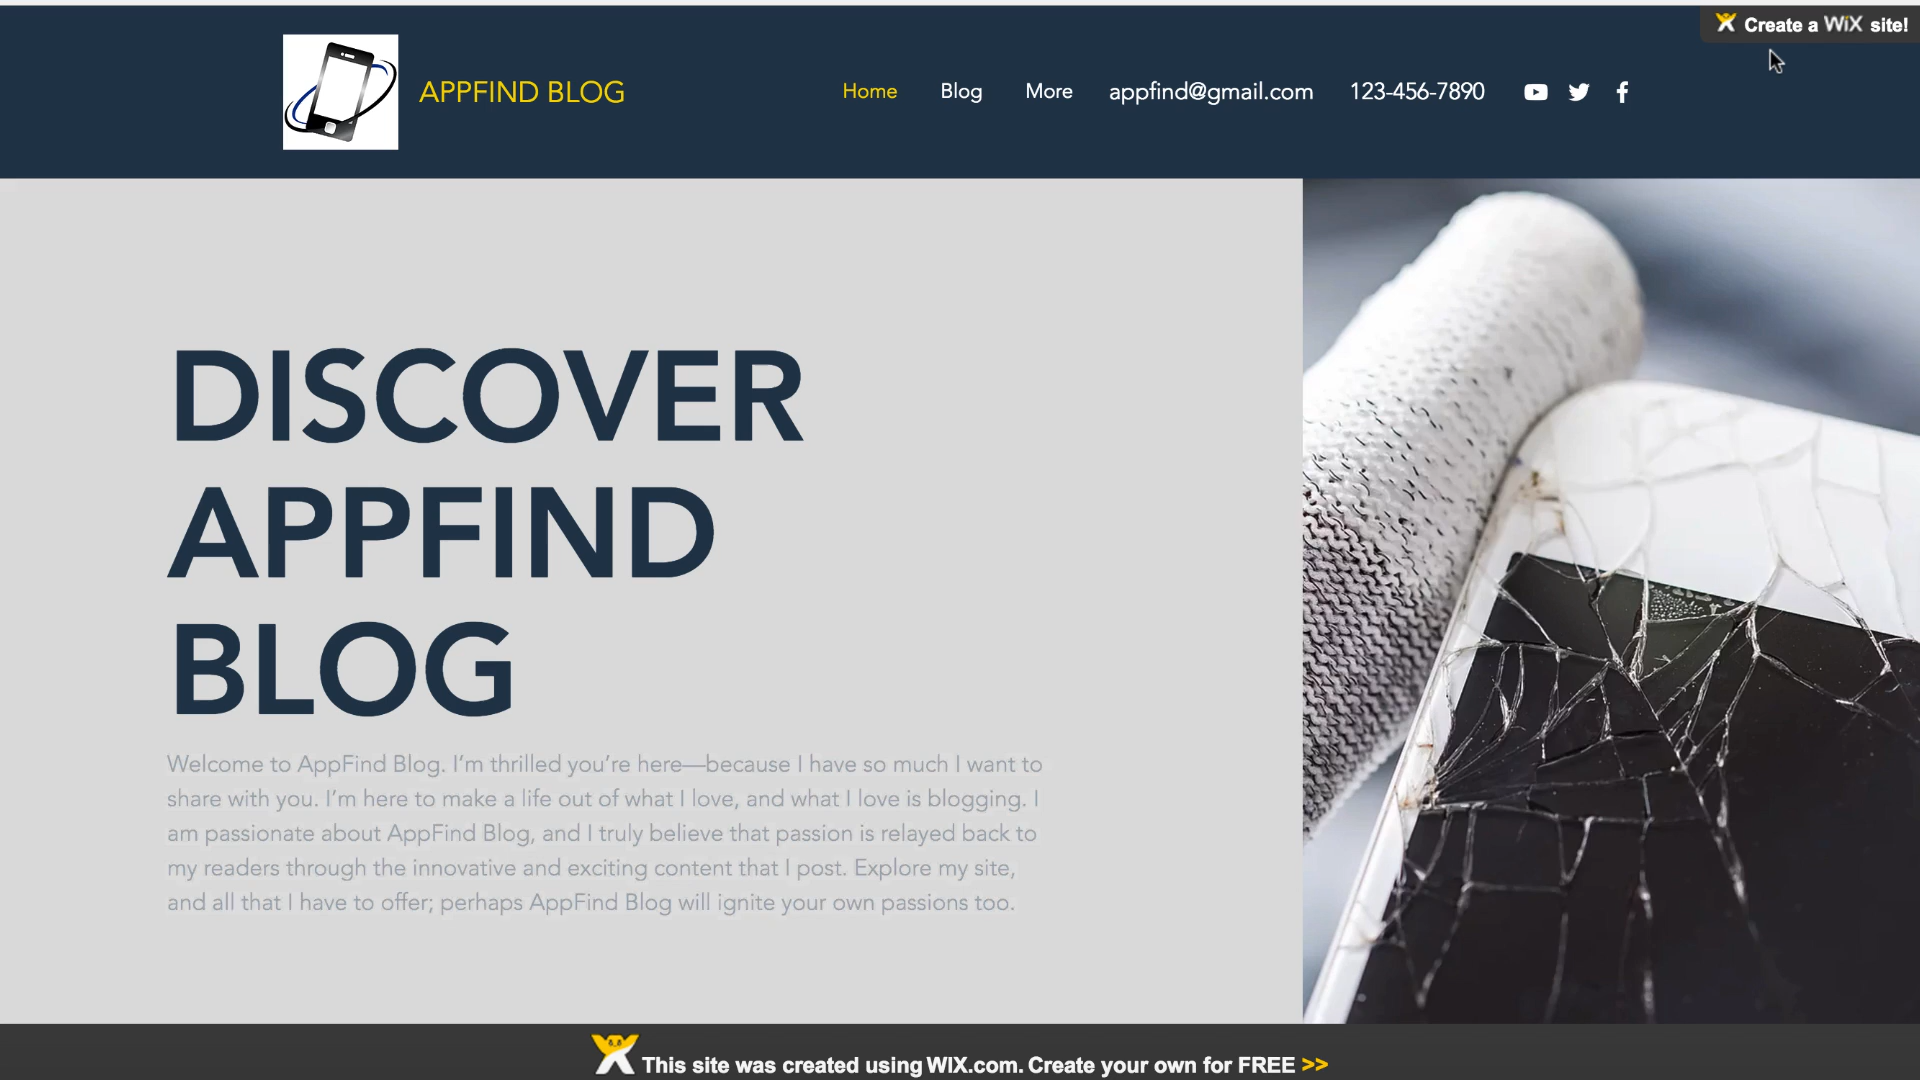 Create a WiX site!
APPFIND BLOG
Home Blog More appfind@gmail.com 123-456-7890
DISCOVER
APPFIND
BLOG
Welcome to AppFind Blog. I'm thrilled you're here—because I have so much I want to
share with you. I'm here to make a life out of what I love, and what I love is blogging. I
am passionate about AppFind Blog, and I truly believe that passion is relayed back to
my readers through the innovative and exciting content that I post. Explore my site,
and all that I have to offer; perhaps AppFind Blog will ignite your own passions too.
This site was created using WIX.com. Create your own for FREE >>